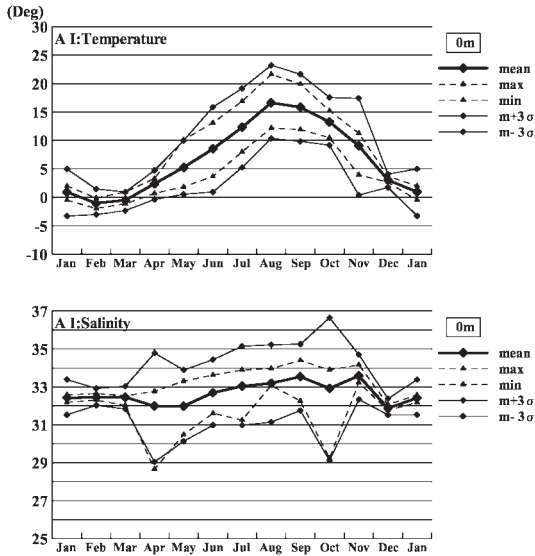 (Deg)
30
A I:Temperature
0m
25
20
15
10
5
0
-5
-10
mean
max
min
m+3σ
m-3σ
Jan Feb Mar Apr May Jun Jul Aug Sep Oct Nov Dec Jan
37
A I:Salinity
0m
35
33
31
29
27
25
mean
max
min
m+3σ
m-3σ
Jan Feb Mar Apr May Jun Jul Aug Sep Oct Nov Dec Jan